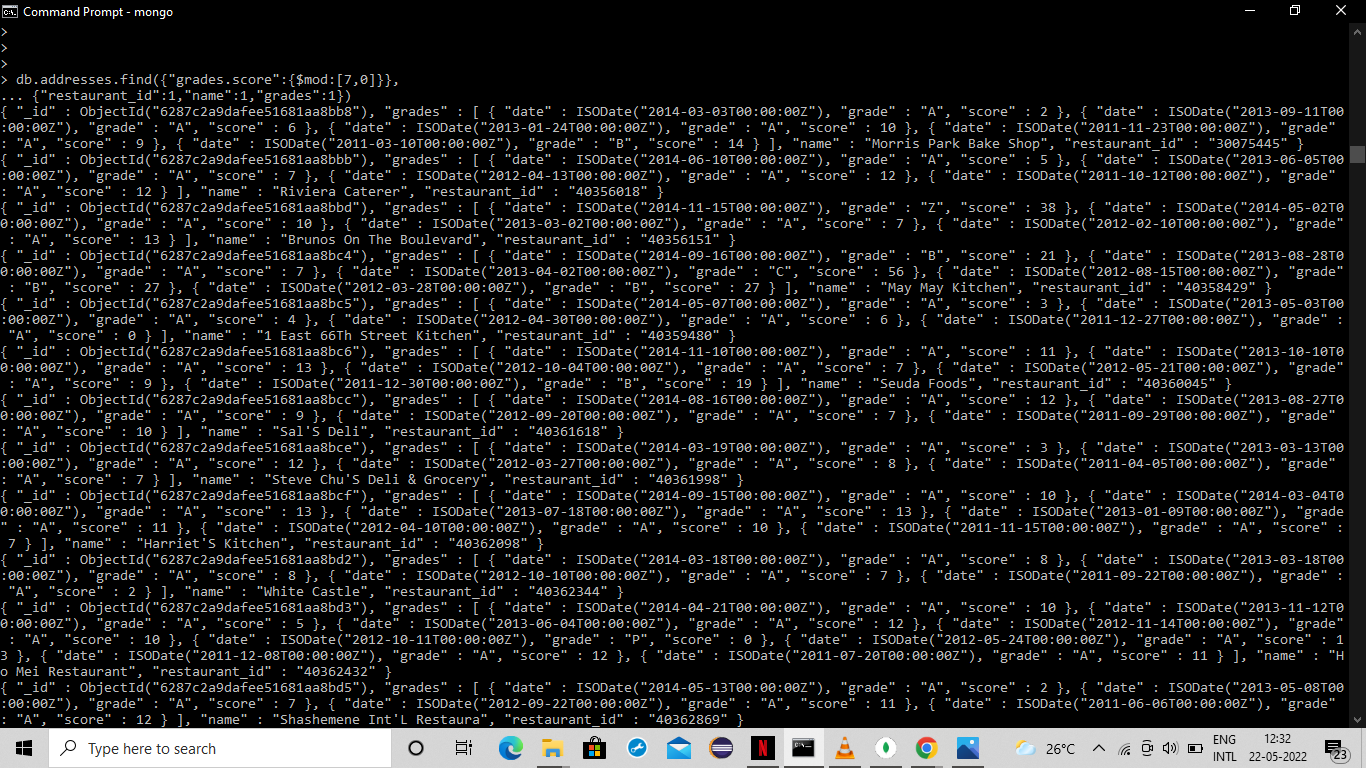 Command Prompt - mongo
>
>
>
> db.addresses.find({"grades.score":{$mod:[7,0]}},
... {"restaurant_id":1,"name":1,"grades":1})
{ "_id" : ObjectId("6287c2a9dafee51681aa8bb8"), "grades" : [ { "date" : ISODate("2014-03-03T00:00:00Z"), "grade" : "A", "score" : 2 }, { "date" : ISODate("2013-09-11T00
:00:00Z"), "grade" : "A", "score" : 6 }, { "date" : ISODate("2013-01-24T00:00:00Z"), "grade" : "A", "score" : 10 }, { "date" : ISODate("2011-11-23T00:00:00Z"), "grade"
: "A", "score" : 9 }, { "date" : ISODate("2011-03-10T00:00:00Z"), "grade" : "B", "score" : 14 } ], "name" : "Morris Park Bake Shop", "restaurant_id" : "30075445" }
{ "_id" : ObjectId("6287c2a9dafee51681aa8bbb"), "grades" : [ { "date" : ISODate("2014-06-10T00:00:00Z"), "grade" : "A", "score" : 5 }, { "date" : ISODate("2013-06-05T00
:00:00Z"), "grade" : "A", "score" : 7 }, { "date" : ISODate("2012-04-13T00:00:00Z"), "grade" : "A", "score" : 12 }, { "date" : ISODate("2011-10-12T00:00:00Z"), "grade"
: "A", "score" : 12 } ], "name" : "Riviera Caterer", "restaurant_id" : "40356018" }
{ "_id" : ObjectId("6287c2a9dafee51681aa8bbd"), "grades" : [ { "date" : ISODate("2014-11-15T00:00:00Z"), "grade" : "Z", "score" : 38 }, { "date" : ISODate("2014-05-02T0
0:00:00Z"), "grade" : "A", "score" : 10 }, { "date" : ISODate("2013-03-02T00:00:00Z"), "grade" : "A", "score" : 7 }, { "date" : ISODate("2012-02-10T00:00:00Z"), "grade"
 : "A", "score" : 13 } ], "name" : "Brunos On The Boulevard", "restaurant_id" : "40356151" }
{ "_id" : ObjectId("6287c2a9dafee51681aa8bc4"), "grades" : [ { "date" : ISODate("2014-09-16T00:00:00Z"), "grade" : "B", "score" : 21 }, { "date" : ISODate("2013-08-28T0
0:00:00Z"), "grade" : "A", "score" : 7 }, { "date" : ISODate("2013-04-02T00:00:00Z"), "grade" : "C", "score" : 56 }, { "date" : ISODate("2012-08-15T00:00:00Z"), "grade"
 : "B", "score" : 27 }, { "date" : ISODate("2012-03-28T00:00:00Z"), "grade" : "B", "score" : 27 } ], "name" : "May May Kitchen", "restaurant_id" : "40358429" }
{ "_id" : ObjectId("6287c2a9dafee51681aa8bc5"), "grades" : [ { "date" : ISODate("2014-05-07T00:00:00Z"), "grade" : "A", "score" : 3 }, { "date" : ISODate("2013-05-03T00
:00:00Z"), "grade" : "A", "score" : 4 }, { "date" : ISODate("2012-04-30T00:00:00Z"), "grade" : "A", "score" : 6 }, { "date" : ISODate("2011-12-27T00:00:00Z"), "grade" :
 "A", "score" : 0 } ], "name" : "1 East 66Th Street Kitchen", "restaurant_id" : "40359480" }
{ "_id" : ObjectId("6287c2a9dafee51681aa8bc6"), "grades" : [ { "date" : ISODate("2014-11-10T00:00:00Z"), "grade" : "A", "score" : 11 }, { "date" : ISODate("2013-10-10T0
0:00:00Z"), "grade" : "A", "score" : 13 }, { "date" : ISODate("2012-10-04T00:00:00Z"), "grade" : "A", "score" : 7 }, { "date" : ISODate("2012-05-21T00:00:00Z"), "grade"
 : "A", "score" : 9 }, { "date" : ISODate("2011-12-30T00:00:00Z"), "grade" : "B", "score" : 19 } ], "name" : "Seuda Foods", "restaurant_id" : "40360045" }
{ "_id" : ObjectId("6287c2a9dafee51681aa8bcc"), "grades" : [ { "date" : ISODate("2014-08-16T00:00:00Z"), "grade" : "A", "score" : 12 }, { "date" : ISODate("2013-08-27T0
0:00:00Z"), "grade" : "A", "score" : 9 }, { "date" : ISODate("2012-09-20T00:00:00Z"), "grade" : "A", "score" : 7 }, { "date" : ISODate("2011-09-29T00:00:00Z"), "grade"
: "A", "score" : 10 } ], "name" : "Sal'S Deli", "restaurant_id" : "40361618" }
{ "_id" : ObjectId("6287c2a9dafee51681aa8bce"), "grades" : [ { "date" : ISODate("2014-03-19T00:00:00Z"), "grade" : "A", "score" : 3 }, { "date" : ISODate("2013-03-13T00
:00:00Z"), "grade" : "A", "score" : 12 }, { "date" : ISODate("2012-03-27T00:00:00Z"), "grade" : "A", "score" : 8 }, { "date" : ISODate("2011-04-05T00:00:00Z"), "grade"
: "A", "score" : 7 } ], "name" : "Steve Chu'S Deli & Grocery", "restaurant_id" : "40361998" }
{ "_id" : ObjectId("6287c2a9dafee51681aa8bcf"), "grades" : [ { "date" : ISODate("2014-09-15T00:00:00Z"), "grade" : "A", "score" : 10 }, { "date" : ISODate("2014-03-04T0
0:00:00Z"), "grade" : "A", "score" : 13 }, { "date" : ISODate("2013-07-18T00:00:00Z"), "grade" : "A", "score" : 13 }, { "date" : ISODate("2013-01-09T00:00:00Z"), "grade
" : "A", "score" : 11 }, { "date" : ISODate("2012-04-10T00:00:00Z"), "grade" : "A", "score" : 10 }, { "date" : ISODate("2011-11-15T00:00:00Z"), "grade" : "A", "score" :
 7 } ], "name" : "Harriet'S Kitchen", "restaurant_id" : "40362098" }
{ "_id" : ObjectId("6287c2a9dafee51681aa8bd2"), "grades" : [ { "date" : ISODate("2014-03-18T00:00:00Z"), "grade" : "A", "score" : 8 }, { "date" : ISODate("2013-03-18T00
:00:00Z"), "grade" : "A", "score" : 8 }, { "date" : ISODate("2012-10-10T00:00:00Z"), "grade" : "A", "score" : 7 }, { "date" : ISODate("2011-09-22T00:00:00Z"), "grade" :
 "A", "score" : 2 } ], "name" : "White Castle", "restaurant_id" : "40362344" }
{ "_id" : ObjectId("6287c2a9dafee51681aa8bd3"), "grades" : [ { "date" : ISODate("2014-04-21T00:00:00Z"), "grade" : "A", "score" : 10 }, { "date" : ISODate("2013-11-12T0
0:00:00Z"), "grade" : "A", "score" : 5 }, { "date" : ISODate("2013-06-04T00:00:00Z"), "grade" : "A", "score" : 12 }, { "date" : ISODate("2012-11-14T00:00:00Z"), "grade"
 : "A", "score" : 10 }, { "date" : ISODate("2012-10-11T00:00:00Z"), "grade" : "P", "score" : 0 }, { "date" : ISODate("2012-05-24T00:00:00Z"), "grade" : "A", "score" : 1
3 }, { "date" : ISODate("2011-12-08T00:00:00Z"), "grade" : "A", "score" : 12 }, { "date" : ISODate("2011-07-20T00:00:00Z"), "grade" : "A", "score" : 11 } ], "name" : "H
o Mei Restaurant", "restaurant_id" : "40362432" }
{ "_id" : ObjectId("6287c2a9dafee51681aa8bd5"), "grades" : [ { "date" : ISODate("2014-05-13T00:00:00Z"), "grade" : "A", "score" : 2 }, { "date" : ISODate("2013-05-08T00
:00:00Z"), "grade" : "A", "score" : 7 }, { "date" : ISODate("2012-09-22T00:00:00Z"), "grade" : "A", "score" : 11 }, { "date" : ISODate("2011-06-06T00:00:00Z"), "grade"
: "A", "score" : 12 } ], "name" : "Shashemene Int'L Restaura", "restaurant_id" : "40362869" }
Type here to search
26°C
ENG
INTL
12:32
22-05-2022
23